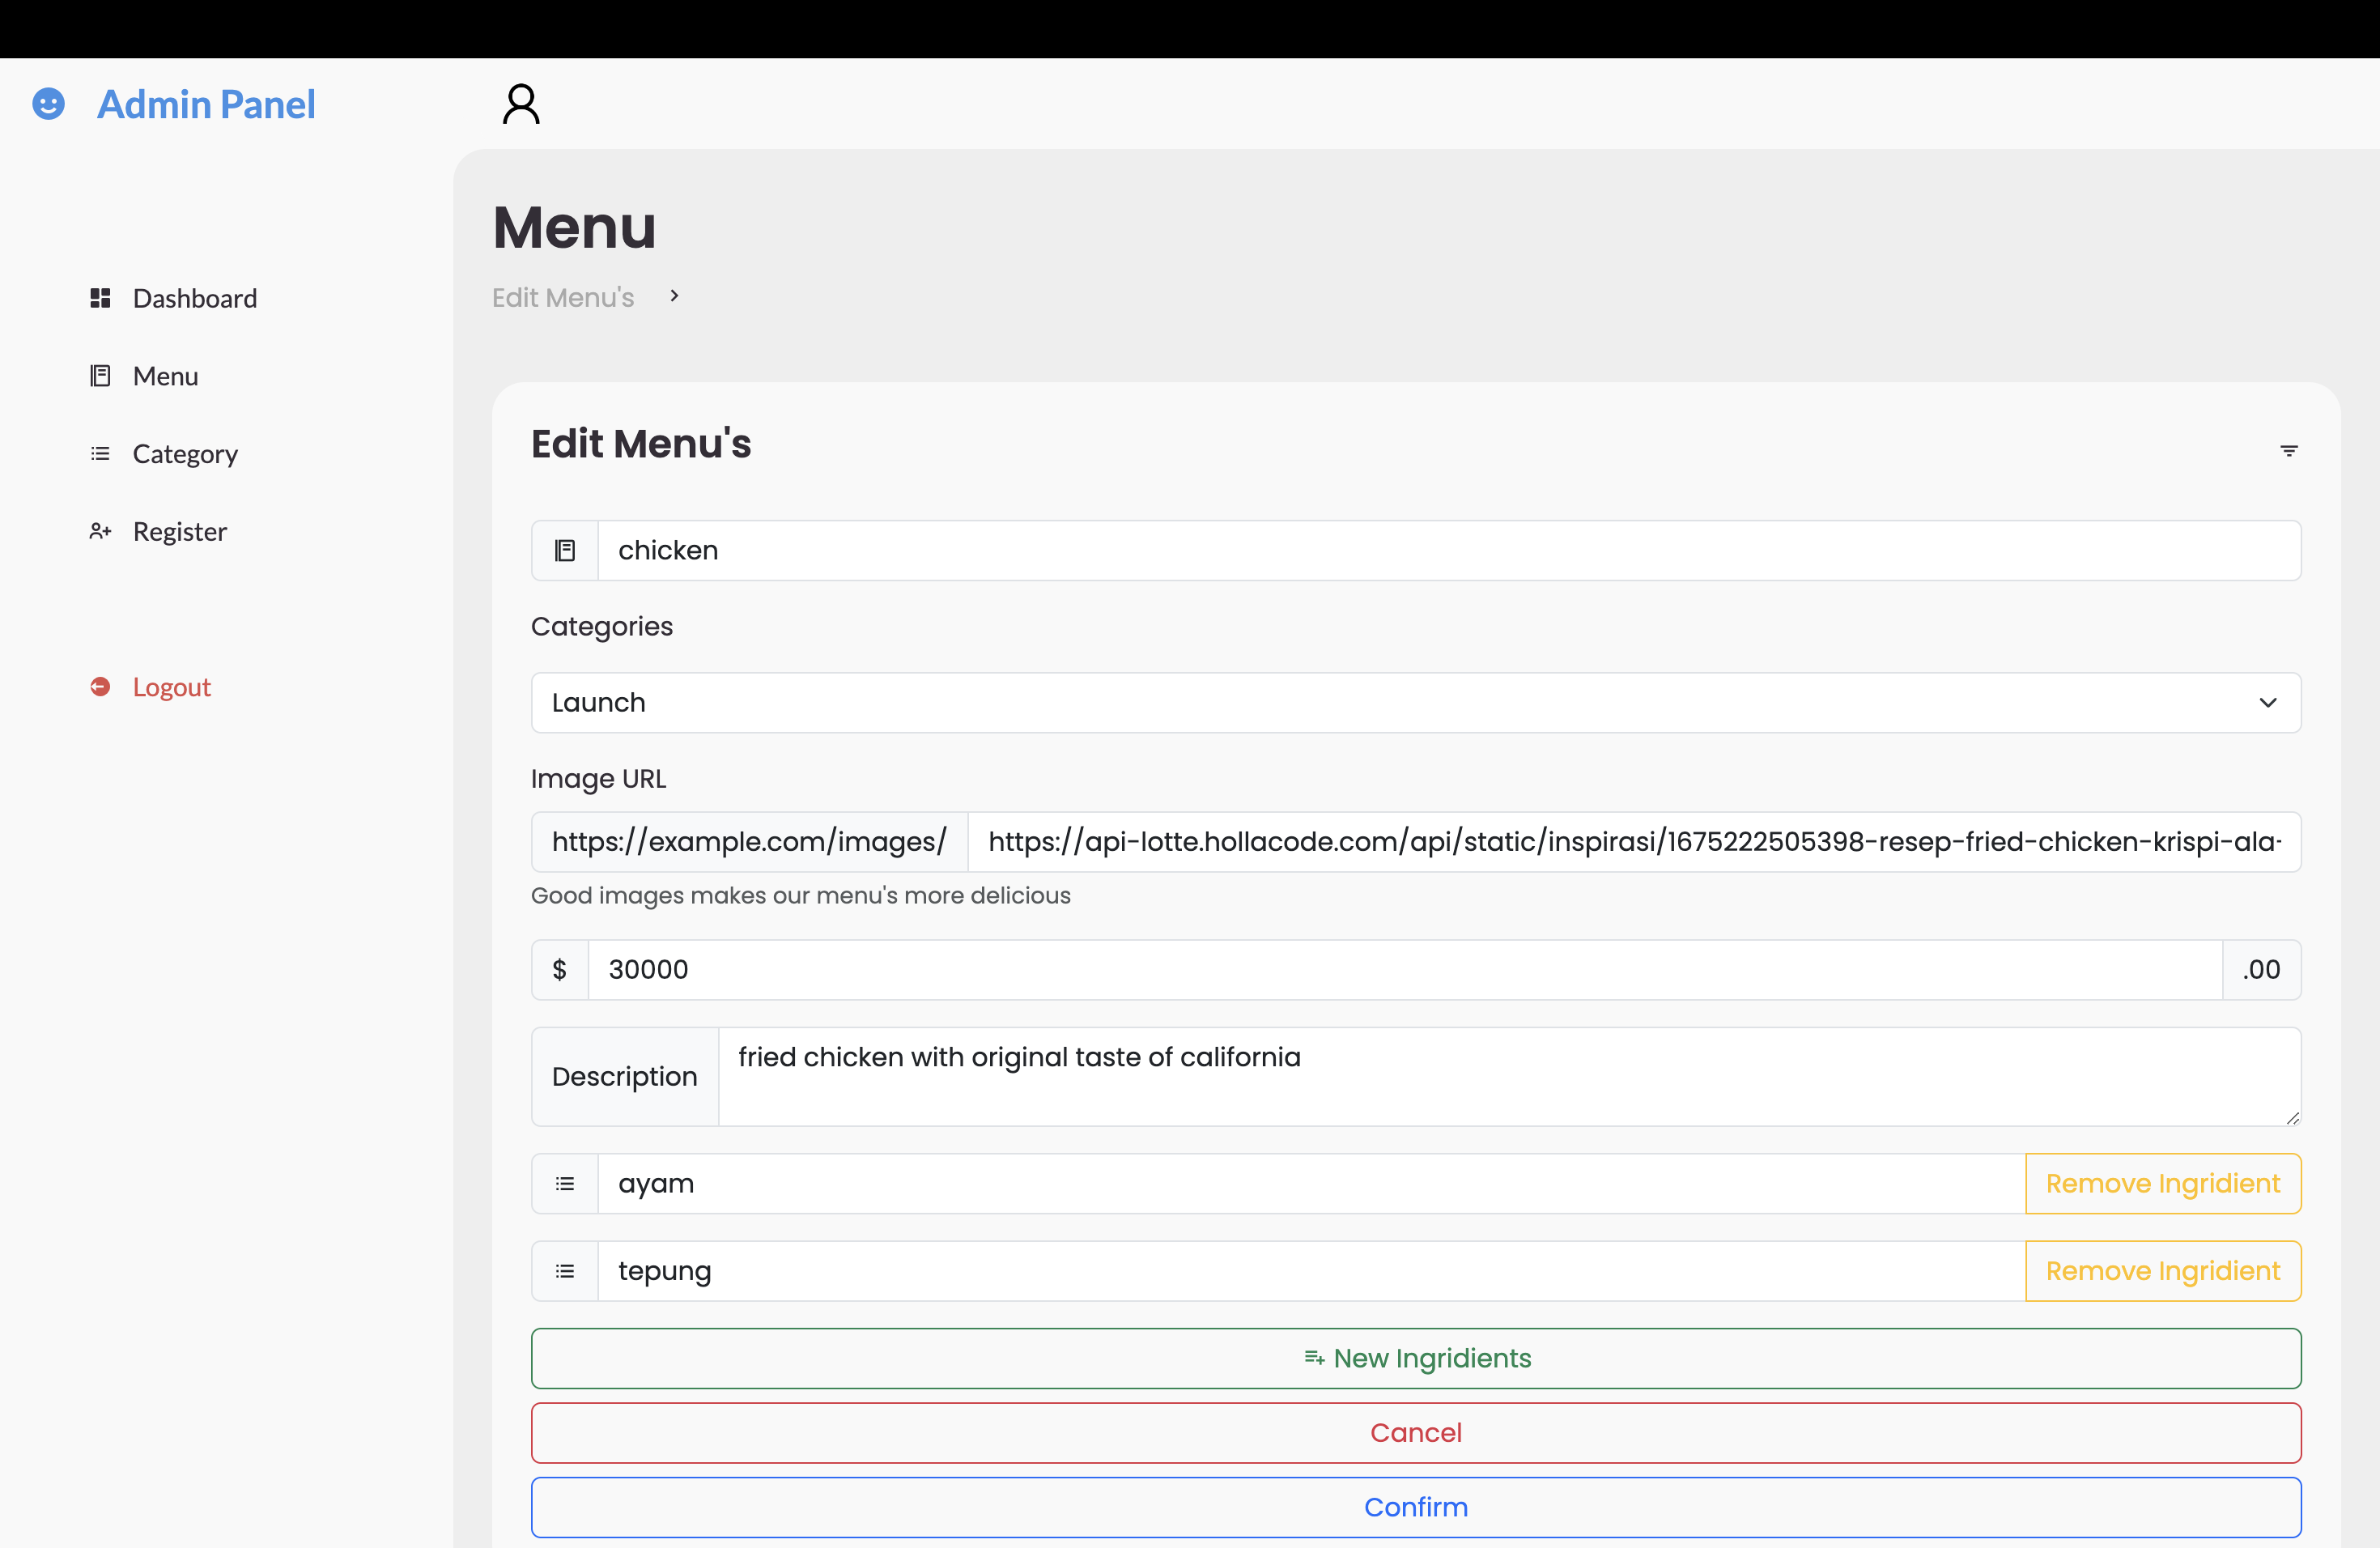 Admin Panel
Dashboard
Menu
Category
Register
Logout
Menu
Edit Menu's
Edit Menu's
chicken
Categories
Launch
Image URL
https://example.com/images/ https://api-lotte.hollacode.com/api/static/inspirasi/1675222505398-resep-fried-chicken-krispi-ala-
Good images makes our menu's more delicious
$ 30000 .00
Description fried chicken with original taste of california
ayam Remove Ingridient
tepung Remove Ingridient
New Ingridients
Cancel
Confirm